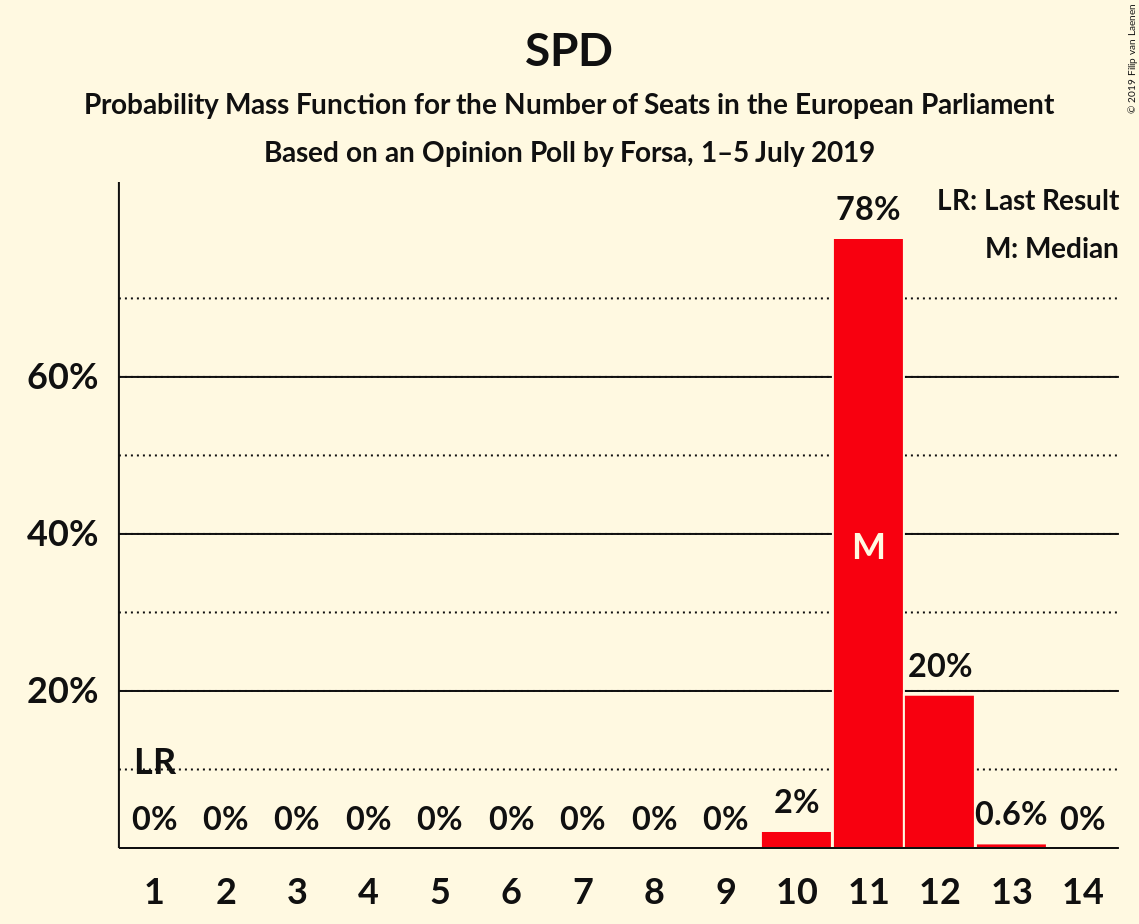 SPD
Probability Mass Function for the Number of Seats in the European Parliament
Based on an Opinion Poll by Forsa, 1–5 July 2019
© 2019 Filip van Laenen
LR: Last Result
M: Median
78%
60%
40%
M
20%
20%
LR
0% 0% 0% 0% 0% 0% 0% 0% 0% 2% 0.6% 0%
1 2 3 4 5 6 7 8 9 10 11 12 13 14